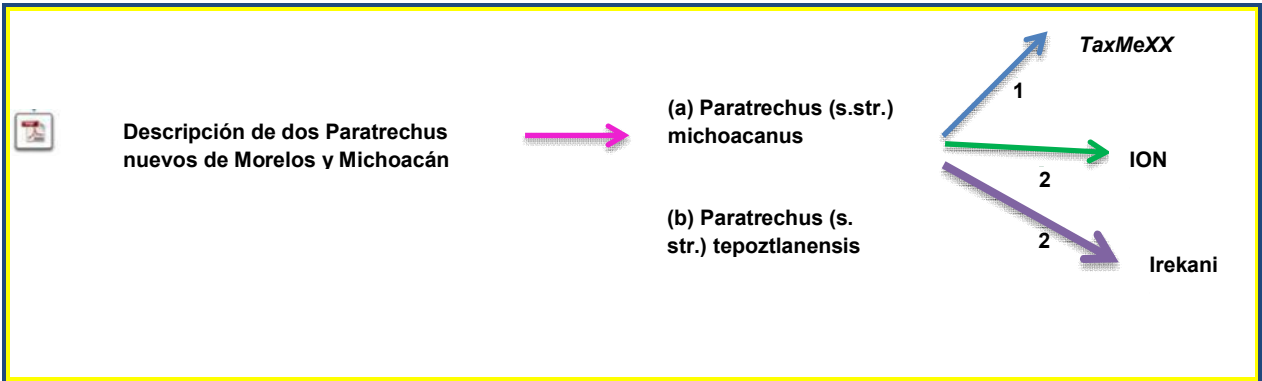 Descripción de dos Paratrechus
nuevos de Morelos y Michoacán
(a) Paratrechus (s.str.)
michoacanus
(b) Paratrechus (s.
str.) tepoztlanensis
TaxMeXX
1
ION
2
2
Irekani